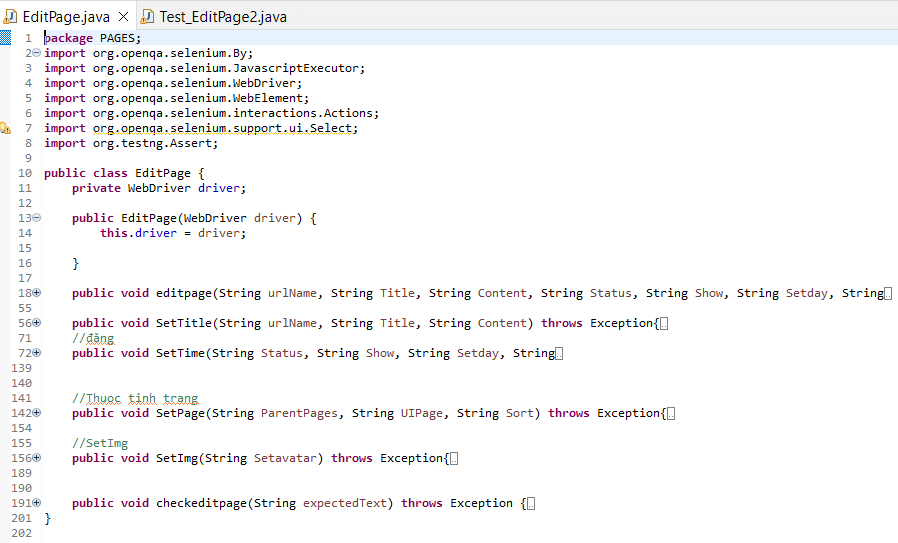 EditPage.java Test_EditPage2.java
1 package PAGES;
2 import org.openqa.selenium.By;
3 import org.openqa.selenium.JavascriptExecutor;
4 import org.openqa.selenium.WebDriver;
5 import org.openqa.selenium.WebElement;
6 import org.openqa.selenium.interactions.Actions;
7 import org.openqa.selenium.support.ui.Select;
8 import org.testng.Assert;
9
10 public class EditPage {
11 private WebDriver driver;
12
13 public EditPage(WebDriver driver) {
14 this.driver = driver;
15
16 }
17
18 public void editpage(String urlName, String Title, String Content, String Status, String Show, String Setday, String
55
56 public void SetTitle(String urlName, String Title, String Content) throws Exception{
71 //đăng
72 public void SetTime(String Status, String Show, String Setday, String
139
140
141 //Thuoc tinh trang
142 public void SetPage(String ParentPages, String UIPage, String Sort) throws Exception{
154
155 //SetImg
156 public void SetImg(String Setavatar) throws Exception{
189
190
191 public void checkeditpage(String expectedText) throws Exception {
201 }
202